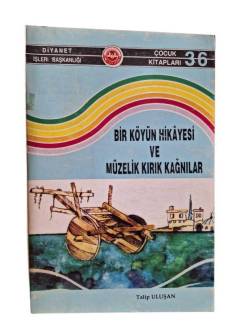 DİYANET
İŞLERİ BAŞKANLIĞI
ÇOCUK
KİTAPLARI 36
BİR KÖYÜN HİKÂYESİ
VE
MÜZELİK KIRIK KAĞNILAR
Talip ULUŞAN